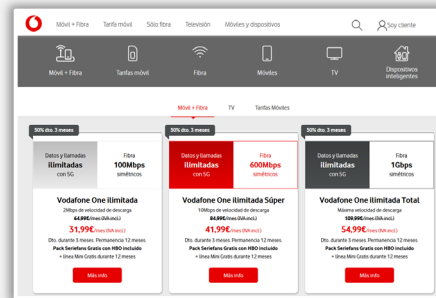 Móvil + Fibra
Tarifa móvil
Sólo fibra
Televisión
Móviles y dispositivos
Soy cliente
Móvil + Fibra
Tarifas móvil
Fibra
Móviles
TV
Dispositivos
inteligentes
Móvil + Fibra
TV
Tarifas Móviles
50% dto. 3 meses
Datos y llamadas
ilimitadas
con 5G
Fibra
100Mbps
simétricos
Vodafone One ilimitada
2Mbps de velocidad de descarga
64,99€/mes (IVA incl.)
31,99€/mes (IVA incl.)
Dto. durante 3 meses. Permanencia 12 meses
Pack Seriefans Gratis con HBO incluido
+ línea Mini Gratis durante 12 meses
Más info
50% dto. 3 meses
Datos y llamadas
ilimitadas
con 5G
Fibra
600Mbps
simétricos
Vodafone One ilimitada Súper
10Mbps de velocidad de descarga
84,99€/mes (IVA incl.)
41,99€/mes (IVA incl.)
Dto. durante 3 meses. Permanencia 12 meses
Pack Seriefans Gratis con HBO incluido
+ línea Mini Gratis durante 12 meses
Más info
50% dto. 3 meses
Datos y llamadas
ilimitadas
con 5G
Fibra
1Gbps
simétricos
Vodafone One ilimitada Total
Máxima velocidad de descarga
109,99€/mes (IVA incl.)
54,99€/mes (IVA incl.)
Dto. durante 3 meses. Permanencia 12 meses
Pack Seriefans Gratis con HBO incluido
+ línea Mini Gratis durante 12 meses
Más info